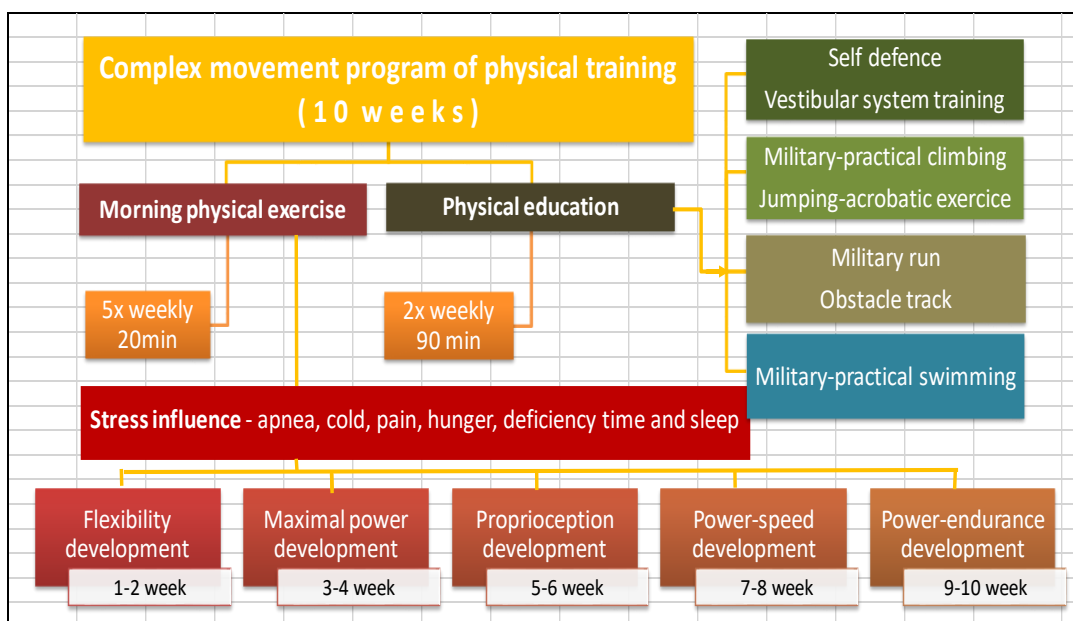 Complex movement program of physical training
( 1 0 w e e k s )
Self defence
Vestibular system training
Military-practical climbing
Jumping-acrobatic exercice
Morning physical exercise
Physical education
Military run
Obstacle track
5x weekly
20min
2x weekly
90 min
Military-practical swimming
Stress influence - apnea, cold, pain, hunger, deficiency time and sleep
Flexibility
development
1-2 week
Maximal power
development
3-4 week
Proprioception
development
5-6 week
Power-speed
development
7-8 week
Power-endurance
development
9-10 week